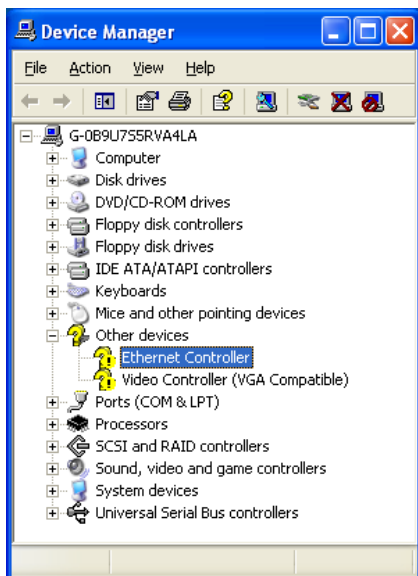 Device Manager
File Action View Help
G-0B9U7S5RVA4LA
Computer
Disk drives
DVD/CD-ROM drives
Floppy disk controllers
Floppy disk drives
IDE ATA/ATAPI controllers
Keyboards
Mice and other pointing devices
Other devices
Ethernet Controller
Video Controller (VGA Compatible)
Ports (COM & LPT)
Processors
SCSI and RAID controllers
Sound, video and game controllers
System devices
Universal Serial Bus controllers